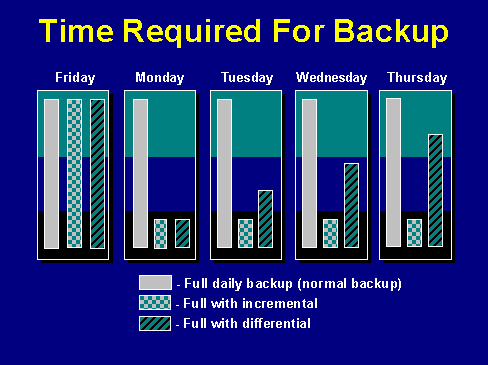 Time Required For Backup
Friday Monday Tuesday Wednesday Thursday
- Full daily backup (normal backup)
- Full with incremental
- Full with differential